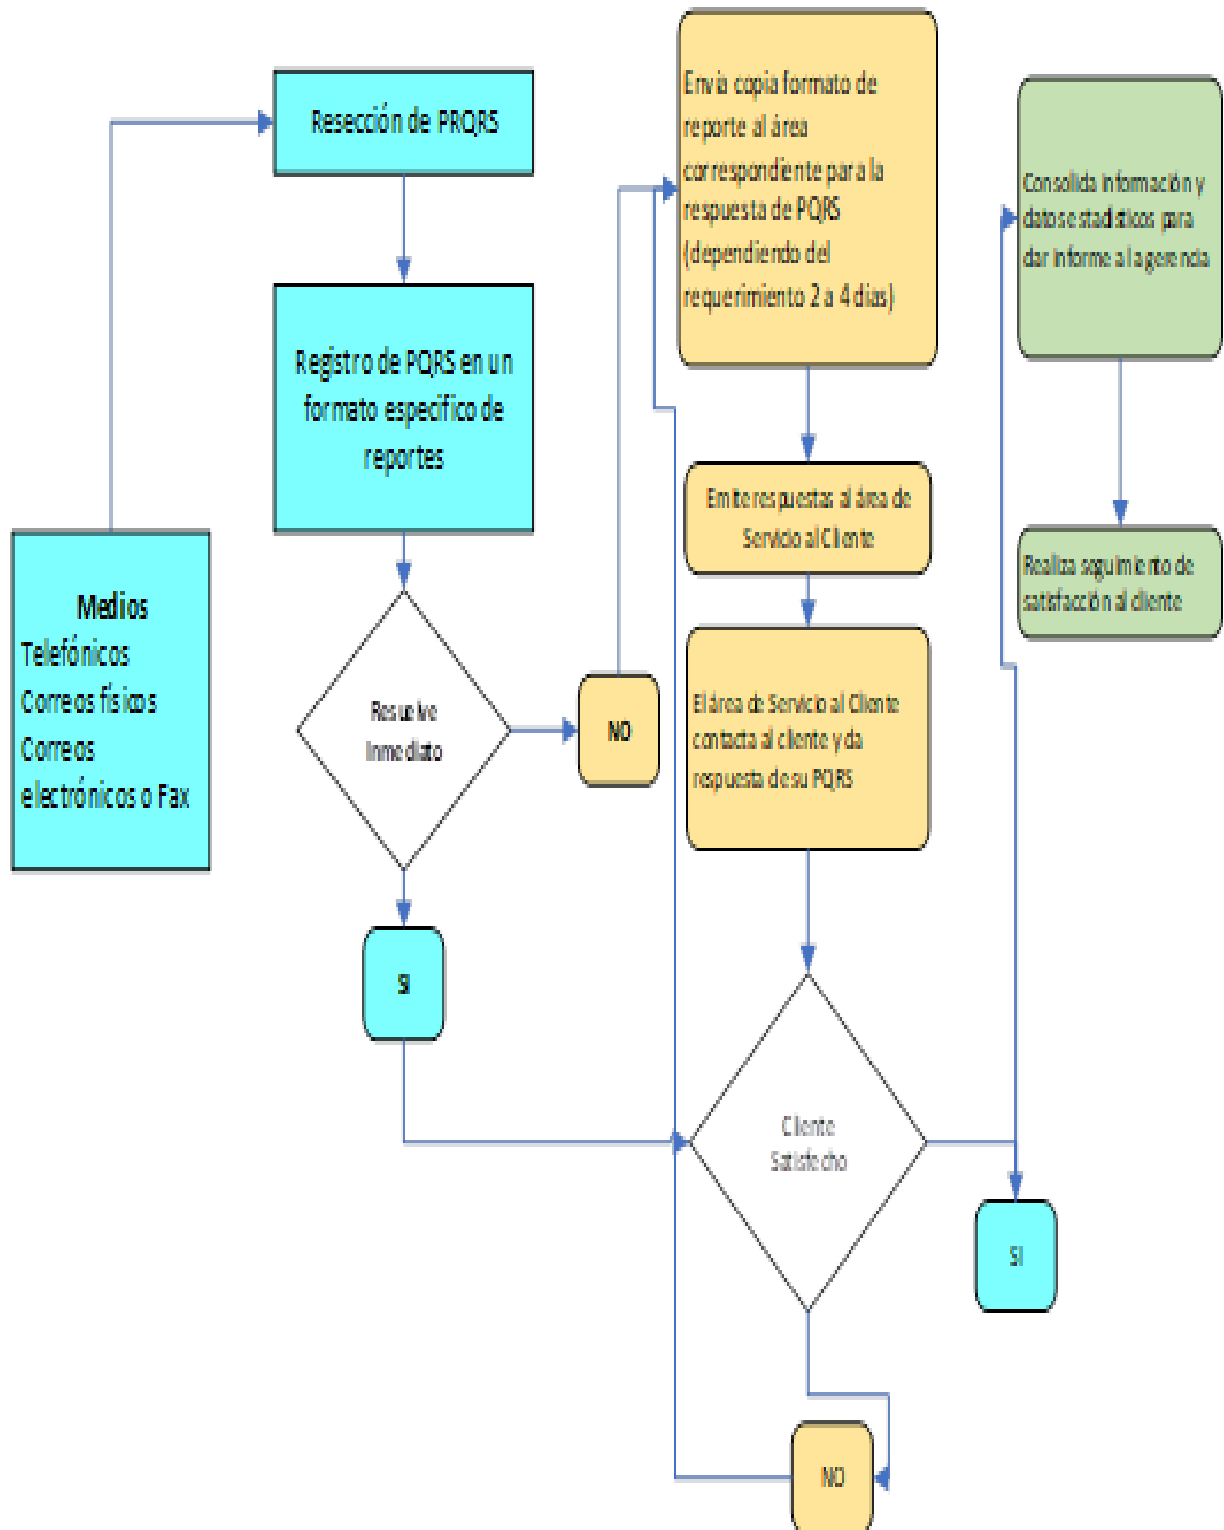 Resección de PRQRS
Registro de PQRS en un
formato especifico de
reportes
Medios
Telefónicos
Correos físicos
Correos
electrónicos o Fax
Resuelve
Inmediato
NO
SI
Envia copia formato de
reporte al área
correspondiente para la
respuesta de PQRS
(dependiendo del
requerimiento 2 a 4 dias)
Emite respuestas al área de
Servicio al Cliente
El área de Servicio al Cliente
contacta al cliente y da
respuesta de su PQRS
Cliente
Satisfecho
SI
NO
Consolida información y
datos estadísticos para
dar informe a la gerencia
Realiza seguimiento de
satisfacción al cliente